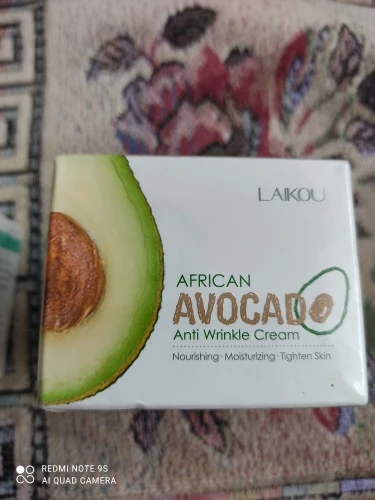 LAIKOU
AFRICAN
AVOCADO
Anti Wrinkle Cream
Nourishing · Moisturizing · Tighten Skin
REDMI NOTE 9S
AI QUAD CAMERA